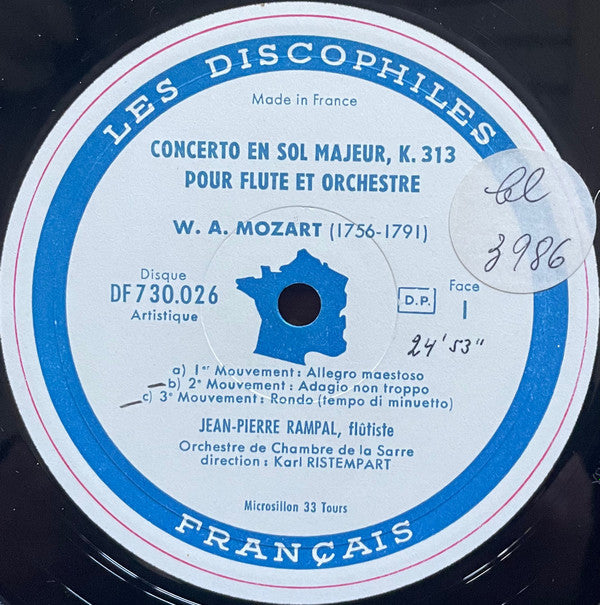 LES DISCOPHILES
Made in France
CONCERTO EN SOL MAJEUR, K. 313
POUR FLUTE ET ORCHESTRE
W. A. MOZART (1756-1791)
Disque
DF 730.026
Artistique
D.P.
Face
I
3986
24'53"
a) 1er Mouvement : Allegro maestoso
b) 2e Mouvement : Adagio non troppo
c) 3e Mouvement : Rondo (tempo di minuetto)
JEAN-PIERRE RAMPAL, flûtiste
Orchestre de Chambre de la Sarre
direction : Karl RISTEMPART
Microsillon 33 Tours
FRANÇAIS